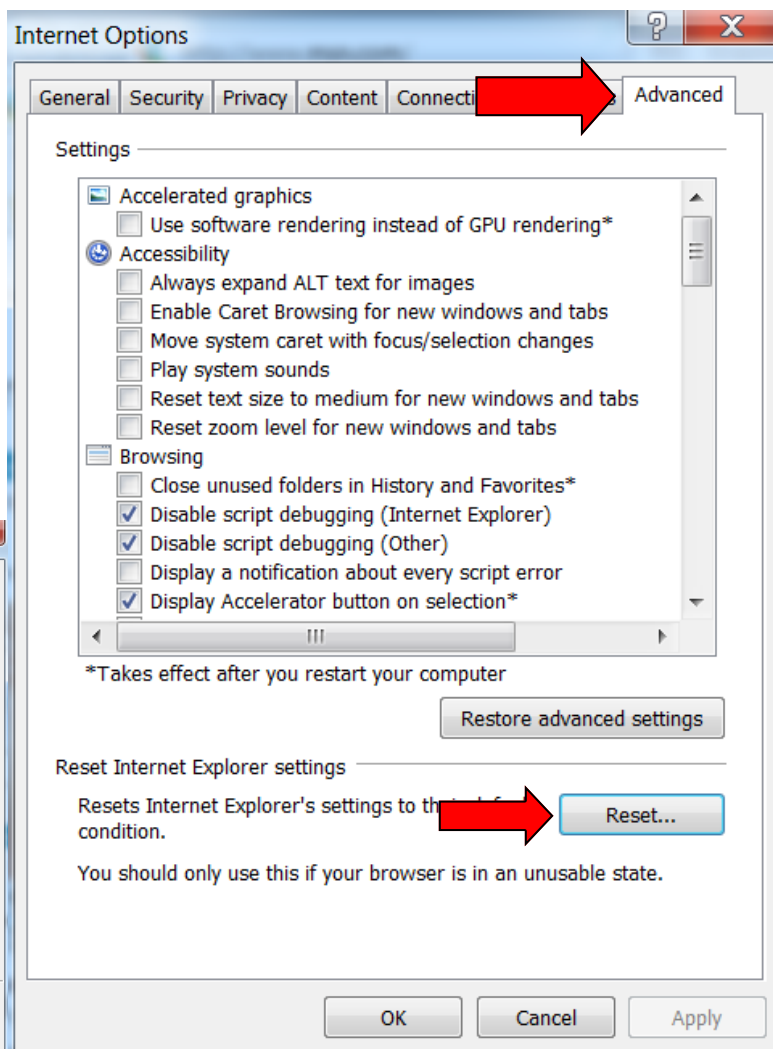 Internet Options
General Security Privacy Content Advanced
Settings
Accelerated graphics
Use software rendering instead of GPU rendering*
Accessibility
Always expand ALT text for images
Enable Caret Browsing for new windows and tabs
Move system caret with focus/selection changes
Play system sounds
Reset text size to medium for new windows and tabs
Reset zoom level for new windows and tabs
Browsing
Close unused folders in History and Favorites*
Disable script debugging (Internet Explorer)
Disable script debugging (Other)
Display a notification about every script error
Display Accelerator button on selection*
*Takes effect after you restart your computer
Restore advanced settings
Reset Internet Explorer settings
Resets Internet Explorer's settings to
condition.
Reset...
You should only use this if your browser is in an unusable state.
OK Cancel Apply